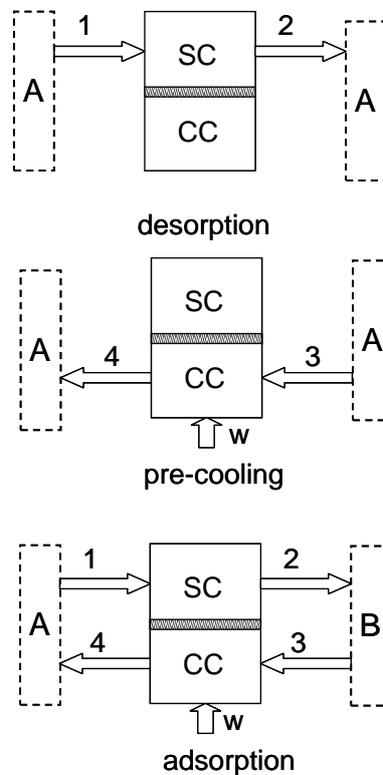 1 2
A SC A
CC
desorption
A SC A
4 CC 3
w
pre-cooling
1 2
A SC B
4 CC 3
w
adsorption